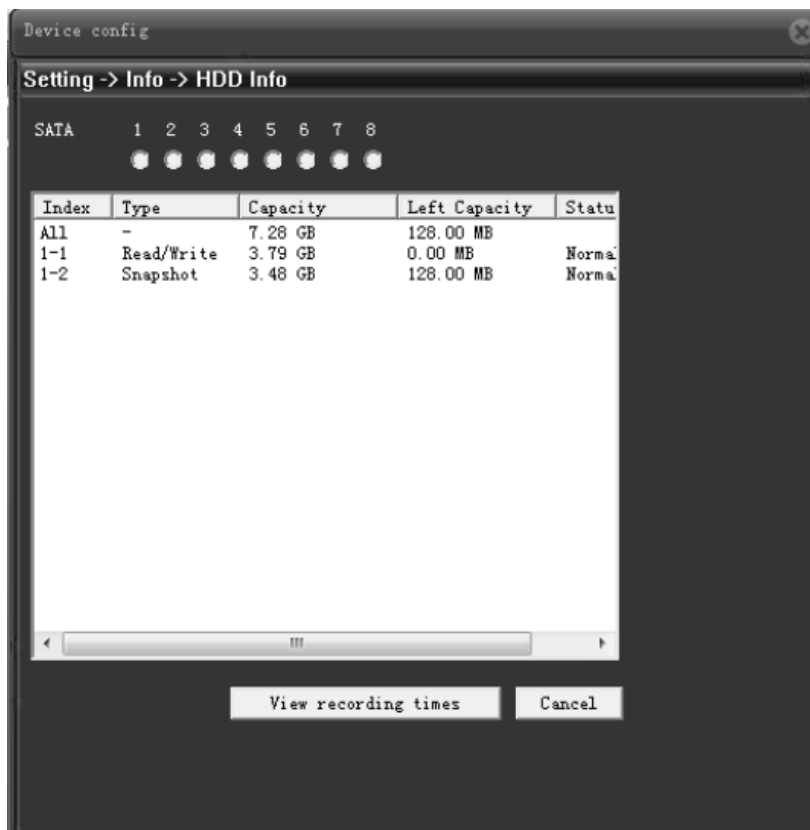 Device config
Setting -> Info -> HDD Info
SATA 1 2 3 4 5 6 7 8
Index Type Capacity Left Capacity Statu
All - 7.28 GB 128.00 MB
1-1 Read/Write 3.79 GB 0.00 MB Normal
1-2 Snapshot 3.48 GB 128.00 MB Normal
View recording times Cancel